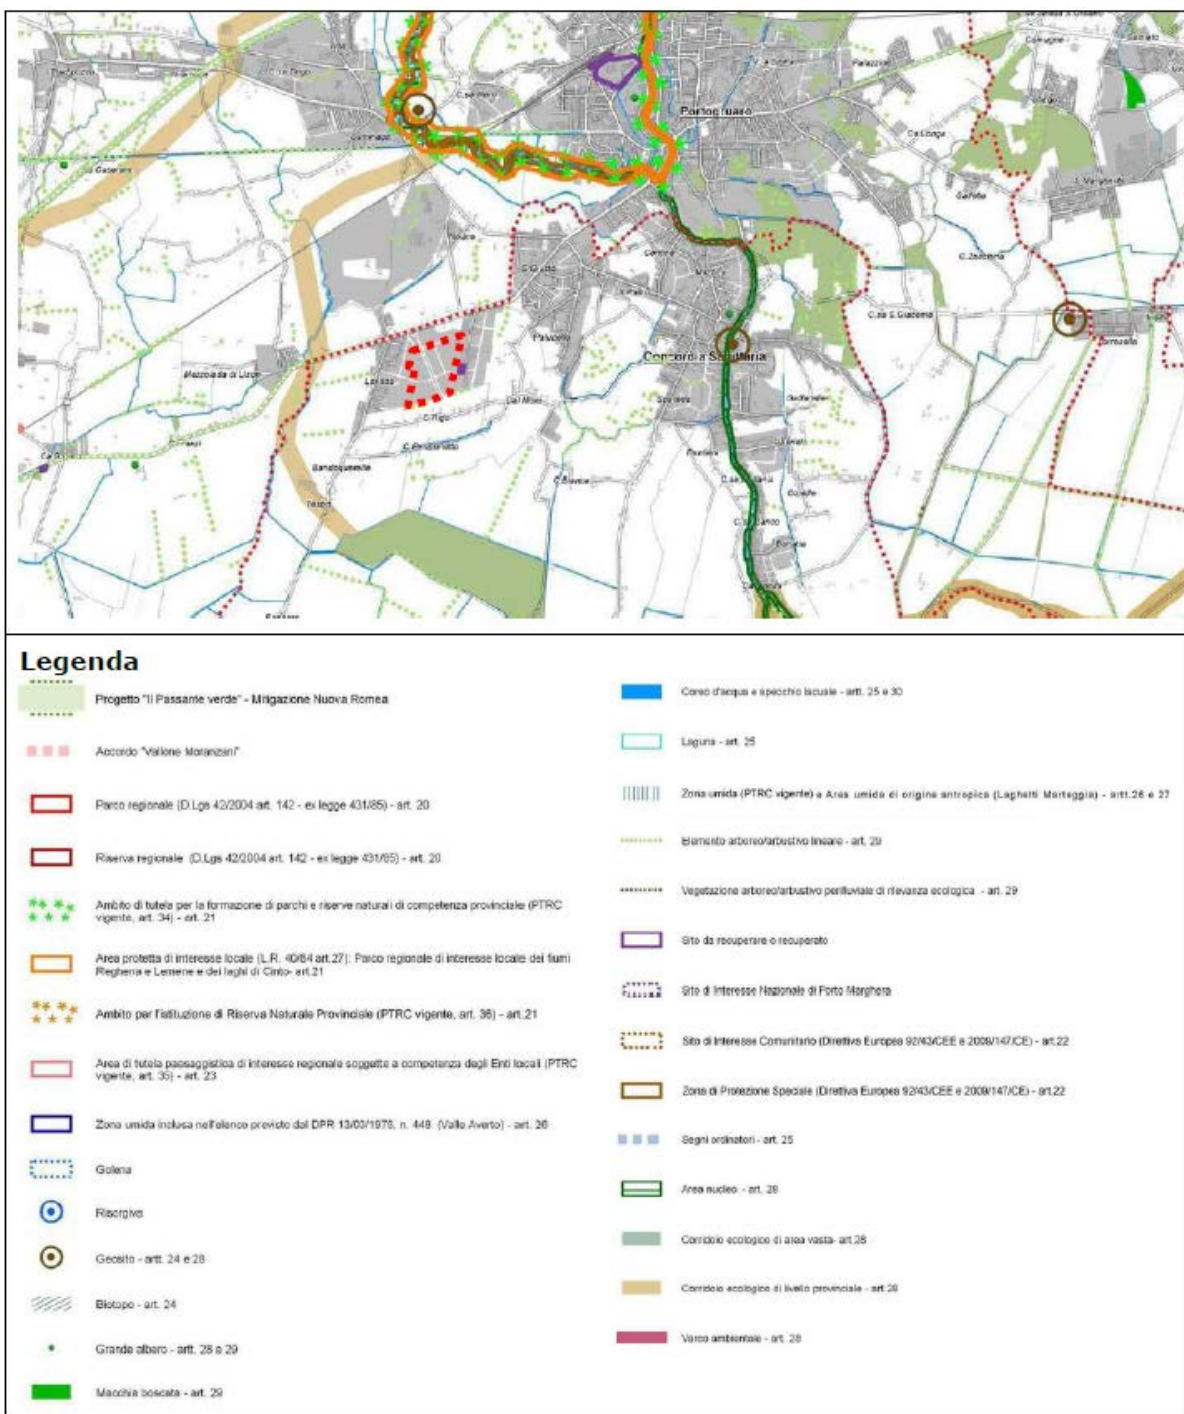 Portogruaro
Concordia Sagittaria
Legenda
Progetto "Il Passante verde" - Mitigazione Nuova Romea
Accordo "Vallone Moranzani"
Parco regionale (D.Lgs 42/2004 art. 142 - ex legge 431/85) - art. 20
Riserva regionale (D.Lgs 42/2004 art. 142 - ex legge 431/85) - art. 20
Ambito di tutela per la formazione di parchi e riserve naturali di competenza provinciale (PTRC
vigente, art. 34) - art. 21
Area protetta di interesse locale (L.R. 40/84 art.27): Parco regionale di interesse locale dei fiumi
Reghena e Lemene e dei laghi di Cinto- art.21
Ambito per l'istituzione di Riserva Naturale Provinciale (PTRC vigente, art. 36) - art.21
Area di tutela paesaggistica di interesse regionale soggette a competenza degli Enti locali (PTRC
vigente, art. 35) - art. 23
Zona umida inclusa nell'elenco previsto dal DPR 13/03/1976, n. 448 (Valle Averto) - art. 26
Golena
Risorgiva
Geosito - artt. 24 e 28
Biotopo - art. 24
Grande albero - artt. 28 e 29
Macchia boscata - art. 29
Corso d'acqua e specchio lacuale - artt. 25 e 30
Laguna - art. 25
Zona umida (PTRC vigente) e Area umida di origine antropica (Laghetti Marteggia) - artt.26 e 27
Elemento arboreo/arbustivo lineare - art. 29
Vegetazione arboreo/arbustivo perifluviale di rilevanza ecologica - art. 29
Sito da recuperare o recuperato
Sito di Interesse Nazionale di Porto Marghera
Sito di Interesse Comunitario (Direttiva Europea 92/43/CEE e 2009/147/CE) - art.22
Zona di Protezione Speciale (Direttiva Europea 92/43/CEE e 2009/147/CE) - art.22
Segni ordinatori - art. 25
Area nucleo - art. 28
Corridoio ecologico di area vasta- art.28
Corridoio ecologico di livello provinciale - art.28
Varco ambientale - art. 28